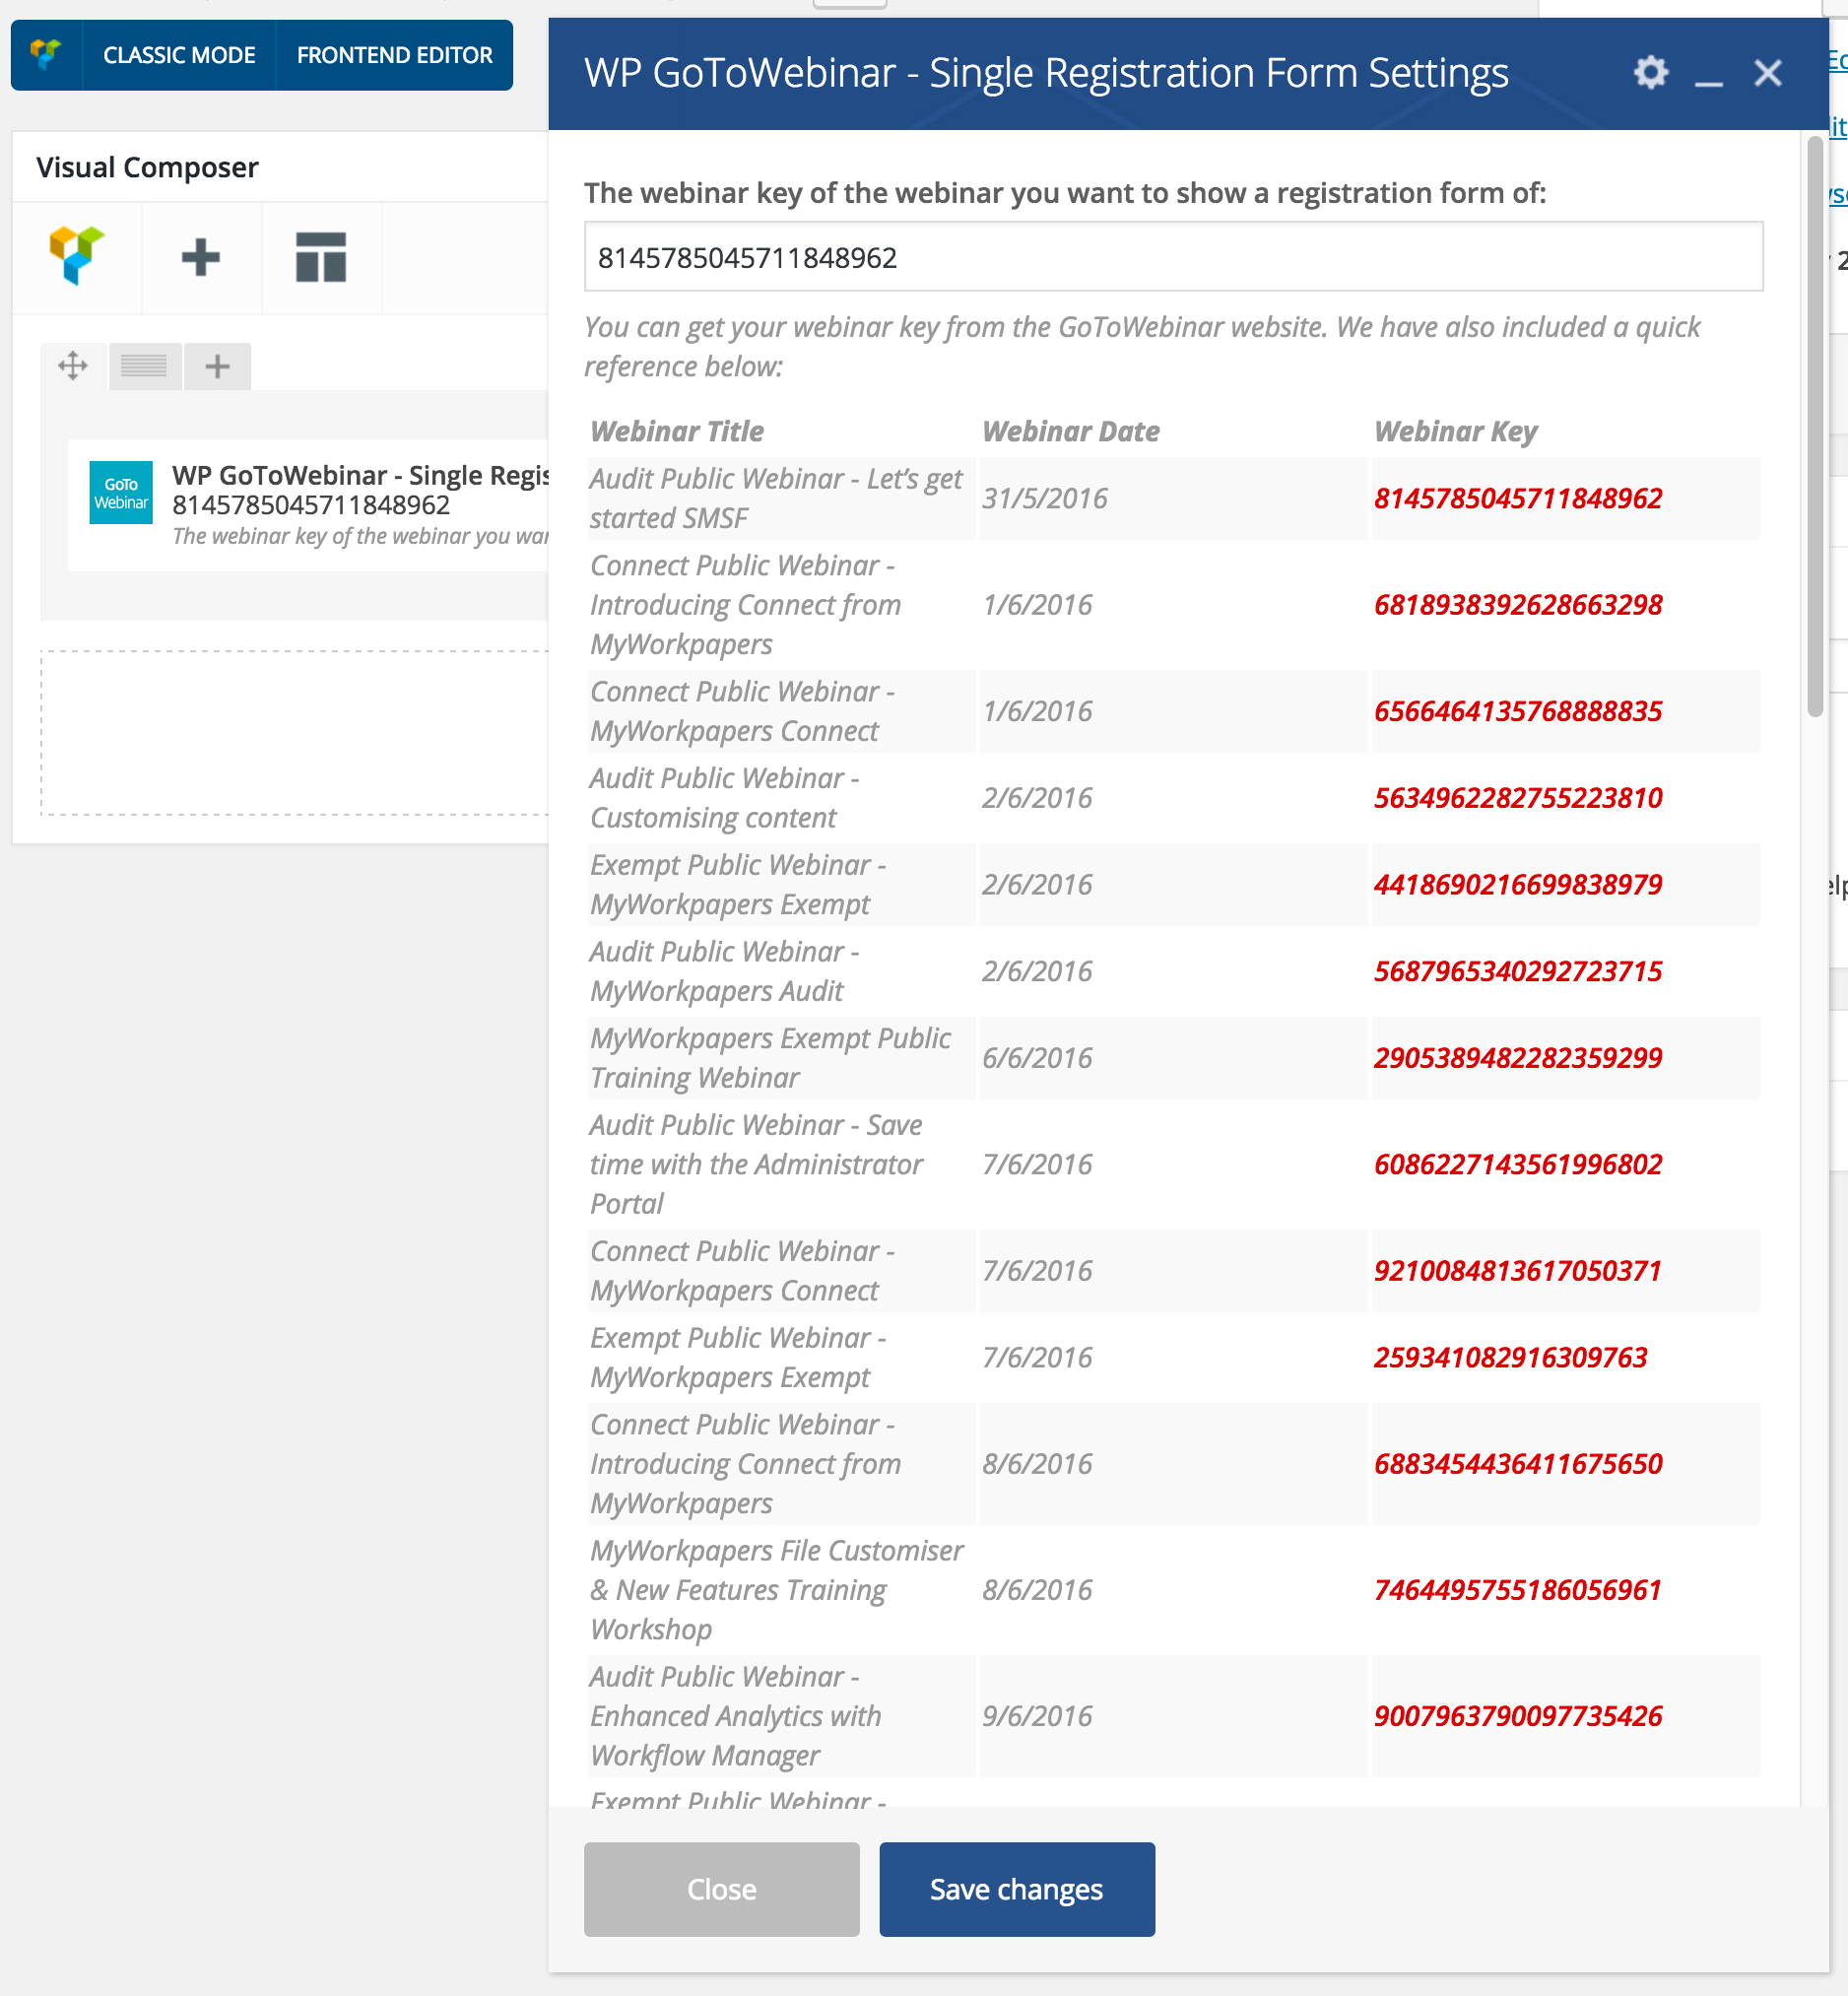 CLASSIC MODE
FRONTEND EDITOR
Visual Composer
GoTo
Webinar
WP GoToWebinar - Single Regis
8145785045711848962
The webinar key of the webinar you
WP GoToWebinar - Single Registration Form Settings
The webinar key of the webinar you want to show a registration form of:
8145785045711848962
You can get your webinar key from the GoToWebinar website. We have also included a quick
reference below:
Webinar Title Webinar Date Webinar Key
Audit Public Webinar - Let's get
started SMSF
31/5/2016
8145785045711848962
Connect Public Webinar -
Introducing Connect from
MyWorkpapers
1/6/2016
6818938392628663298
Connect Public Webinar -
MyWorkpapers Connect
1/6/2016
6566464135768888835
Audit Public Webinar -
Customising content
2/6/2016
5634962282755223810
Exempt Public Webinar -
MyWorkpapers Exempt
2/6/2016
4418690216699838979
Audit Public Webinar -
MyWorkpapers Audit
2/6/2016
5687965340292723715
MyWorkpapers Exempt Public
Training Webinar
6/6/2016
2905389482282359299
Audit Public Webinar - Save
time with the Administrator
Portal
7/6/2016
6086227143561996802
Connect Public Webinar -
MyWorkpapers Connect
7/6/2016
9210084813617050371
Exempt Public Webinar -
MyWorkpapers Exempt
7/6/2016
259341082916309763
Connect Public Webinar -
Introducing Connect from
MyWorkpapers
8/6/2016
6883454436411675650
MyWorkpapers File Customiser
& New Features Training
Workshop
8/6/2016
7464495755186056961
Audit Public Webinar -
Enhanced Analytics with
Workflow Manager
9/6/2016
9007963790097735426
Exempt Public Webinar -
Close
Save changes